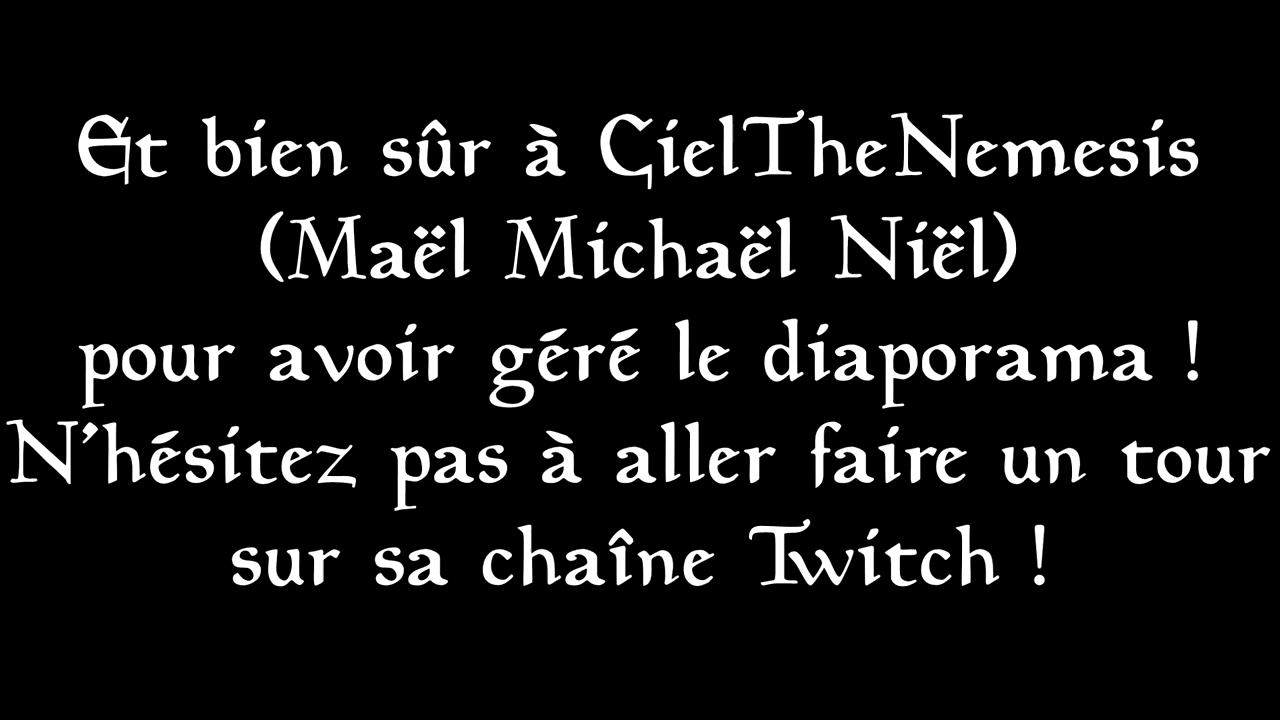 Et bien sûr à CielTheNemesis
(Maël Michaël Niël)
pour avoir géré le diaporama !
N'hésitez pas à aller faire un tour
sur sa chaîne Twitch !